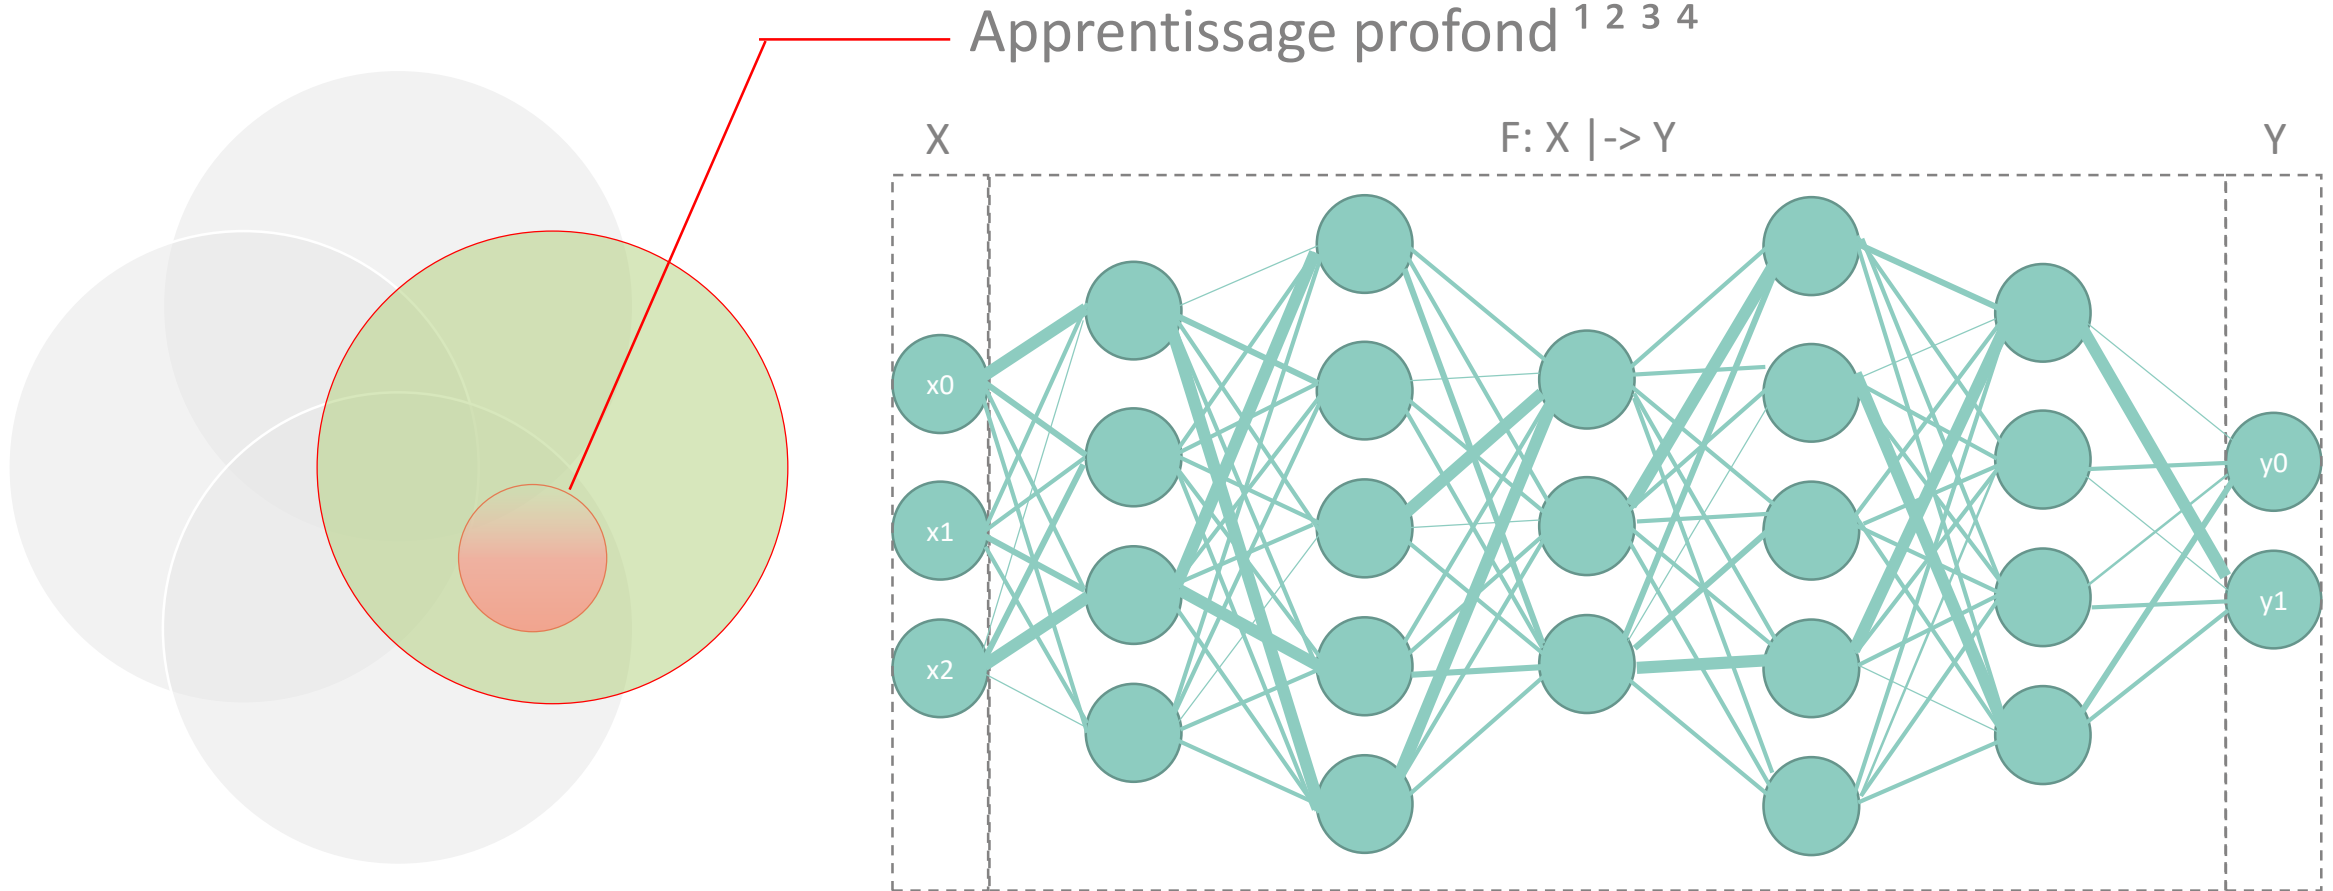 Apprentissage profond ¹ ² ³ ⁴
X
F: X |-> Y
Y
x0
x1
x2
y0
y1